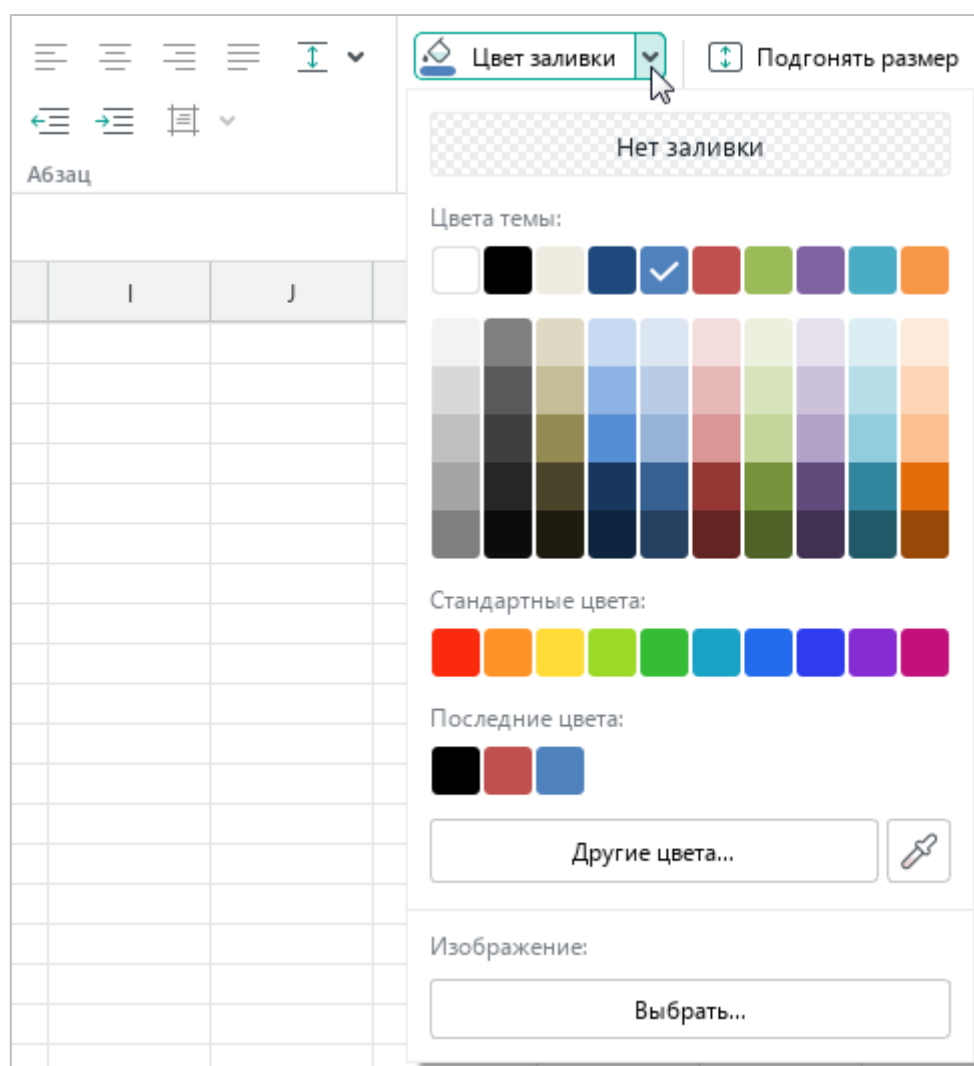 Цвет заливки
Подгонять размер
Абзац
Нет заливки
Цвета темы:
I J
Стандартные цвета:
Последние цвета:
Другие цвета...
Изображение:
Выбрать...